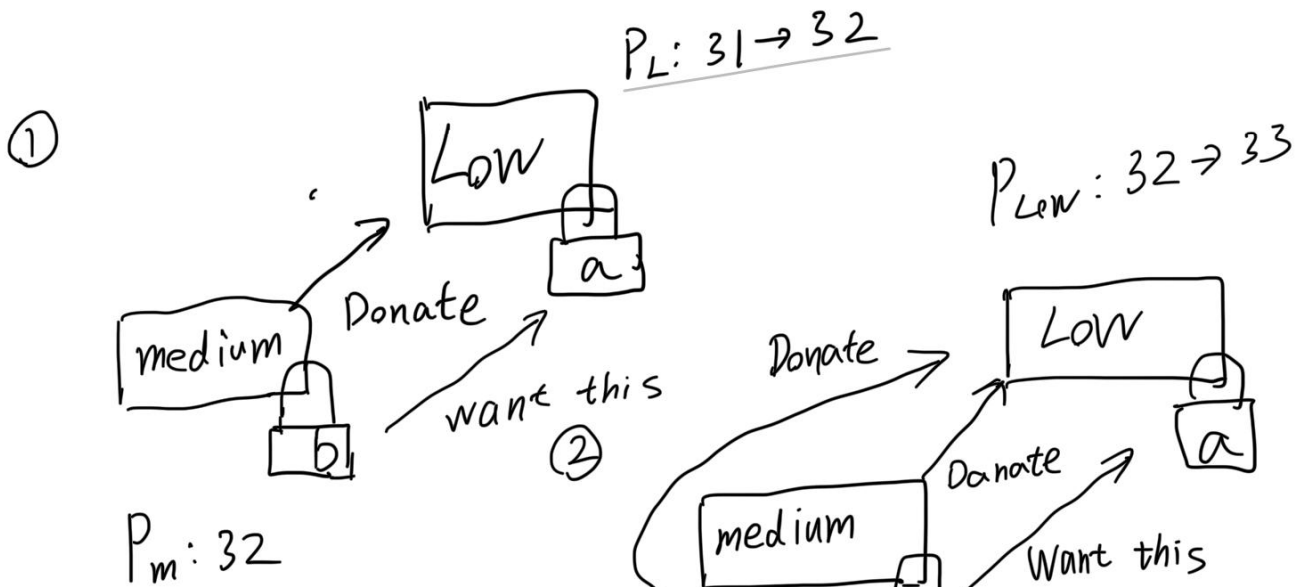 ①
P_L: 31→32
Low
a
Donate
medium
b
want this
P_m: 32
②
P_Low: 32→33
Low
a
Donate
Danate
medium
Want this